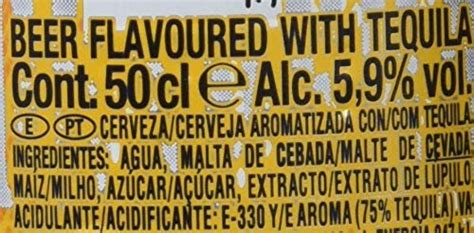 BEER FLAVOURED WITH TEQUILA
Cont. 50 cl ℮ Alc. 5,9% vol
E PT CERVEZA/CERVEJA AROMATIZADA CON/COM TEQUILA
INGREDIENTES: AGUA, MALTA DE CEBADA/MALTE DE CEVADA,
MAÍZ/MILHO, AZÚCAR/AÇÚCAR, EXTRACTO/EXTRATO DE LUPULO
ACIDULANTE/ACIDIFICANTE: E-330 Y/E AROMA (75% TEQUILA)